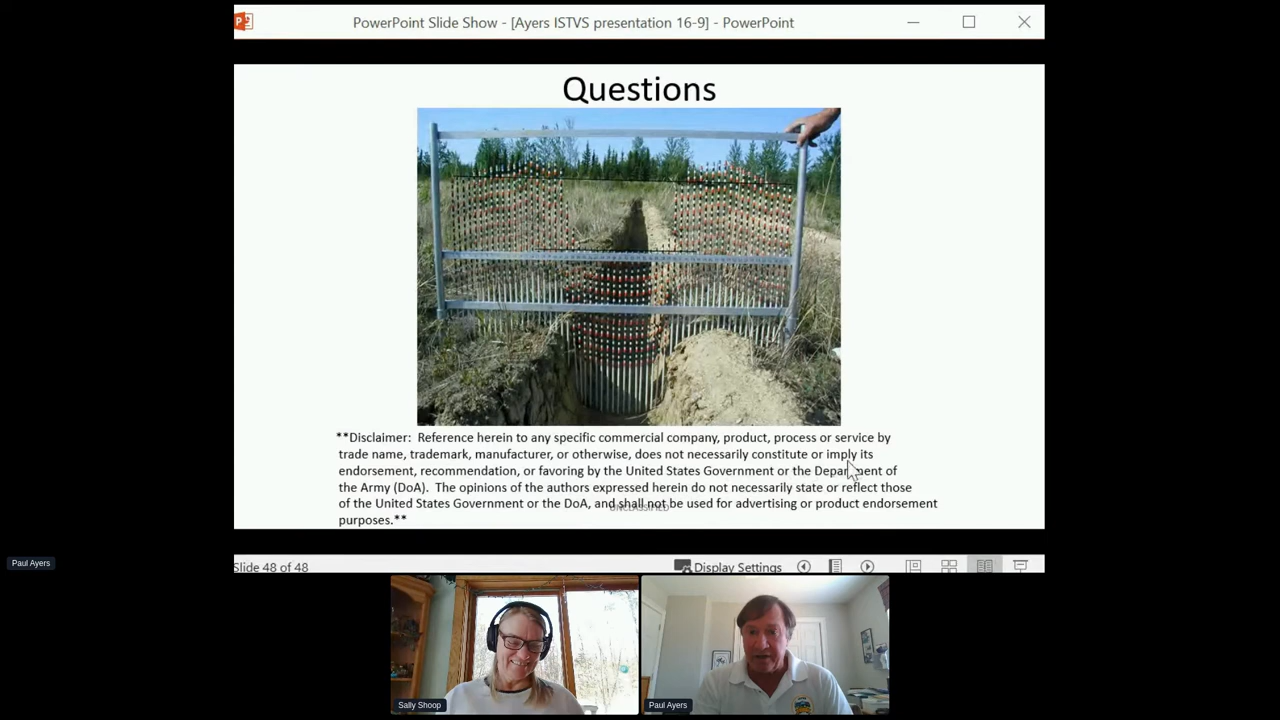 PowerPoint Slide Show - [Ayers ISTVS presentation 16-9] - PowerPoint
Questions
**Disclaimer: Reference herein to any specific commercial company, product, process or service by
trade name, trademark, manufacturer, or otherwise, does not necessarily constitute or imply its
endorsement, recommendation, or favoring by the United States Government or the Department of
the Army (DoA). The opinions of the authors expressed herein do not necessarily state or reflect those
of the United States Government or the DoA, and shall not be used for advertising or product endorsement
UNCLASSIFIED
purposes.**
Paul Ayers
Slide 48 of 48
Display Settings
Sally Shoop
Paul Ayers